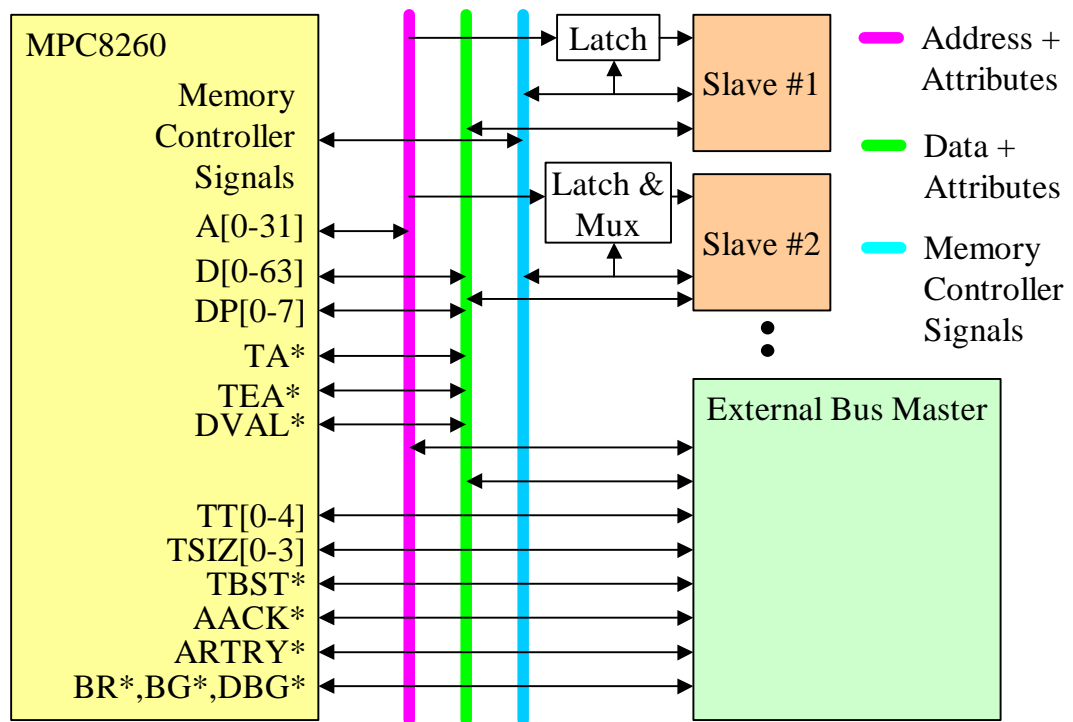 MPC8260
Memory
Controller
Signals
A[0-31]
D[0-63]
DP[0-7]
TA*
TEA*
DVAL*
TT[0-4]
TSIZ[0-3]
TBST*
AACK*
ARTRY*
BR*,BG*,DBG*
Latch
Slave #1
Latch &
Mux
Slave #2
External Bus Master
Address +
Attributes
Data +
Attributes
Memory
Controller
Signals